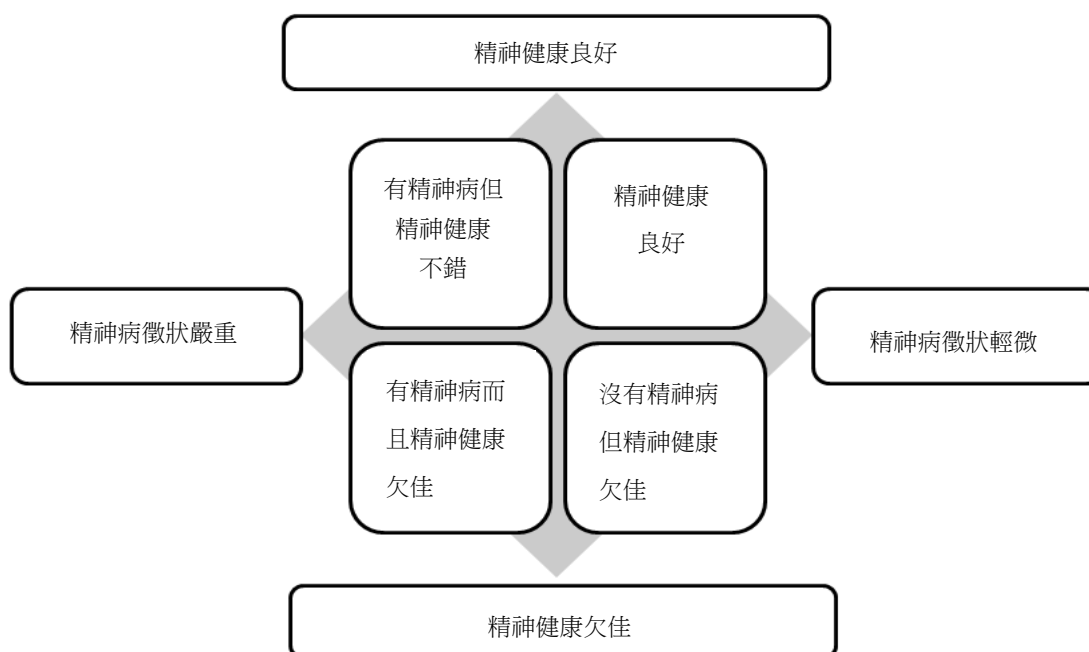 精神健康良好
有精神病但
精神健康
不錯
精神健康
良好
精神病徵狀嚴重
精神病徵狀輕微
有精神病而
且精神健康
欠佳
沒有精神病
但精神健康
欠佳
精神健康欠佳